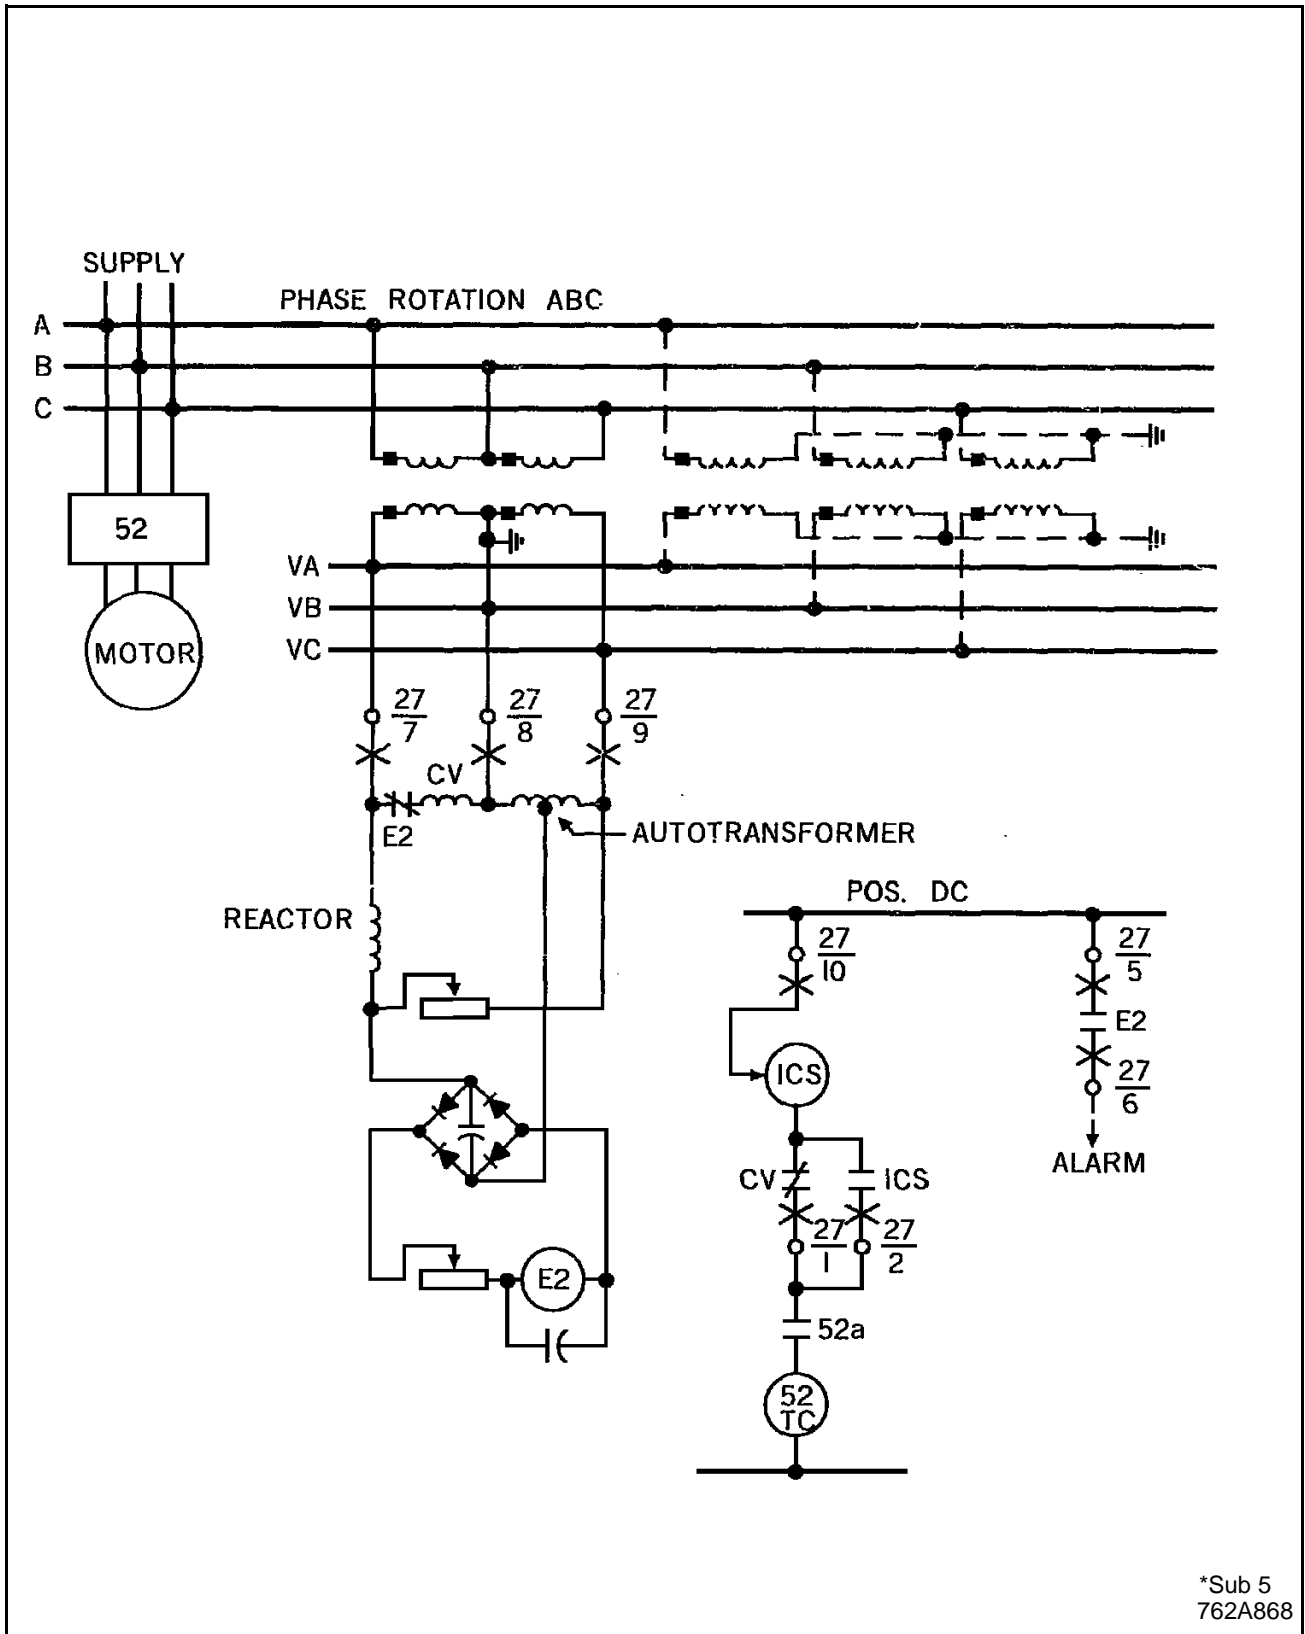 SUPPLY
PHASE ROTATION ABC
A
B
C
52
VA
VB
VC
MOTOR
27
7
27
8
27
9
CV
E2
AUTOTRANSFORMER
REACTOR
POS. DC
27
10
27
5
E2
ICS
27
6
ALARM
CV
ICS
27
1
27
2
E2
52a
52
TC
*Sub 5
762A868